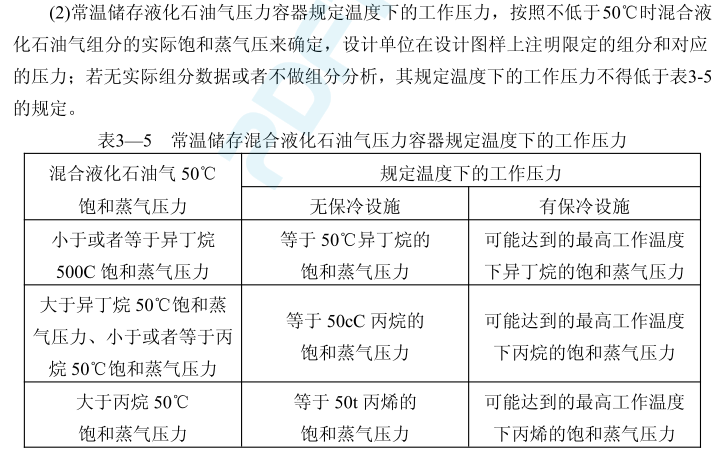 (2)常温储存液化石油气压力容器规定温度下的工作压力，按照不低于50℃时混合液
化石油气组分的实际饱和蒸气压来确定，设计单位在设计图样上注明限定的组分和对应
的压力；若无实际组分数据或者不做组分分析，其规定温度下的工作压力不得低于表3-5
的规定。
表3—5 常温储存混合液化石油气压力容器规定温度下的工作压力
混合液化石油气 50℃
饱和蒸气压力
规定温度下的工作压力
无保冷设施
有保冷设施
小于或者等于异丁烷
500C 饱和蒸气压力
等于 50℃异丁烷的
饱和蒸气压力
可能达到的最高工作温度
下异丁烷的饱和蒸气压力
大于异丁烷 50℃饱和蒸
气压力、小于或者等于丙
烷 50℃饱和蒸气压力
等于 50cC 丙烷的
饱和蒸气压力
可能达到的最高工作温度
下丙烷的饱和蒸气压力
大于丙烷 50℃
饱和蒸气压力
等于 50t 丙烯的
饱和蒸气压力
可能达到的最高工作温度
下丙烯的饱和蒸气压力